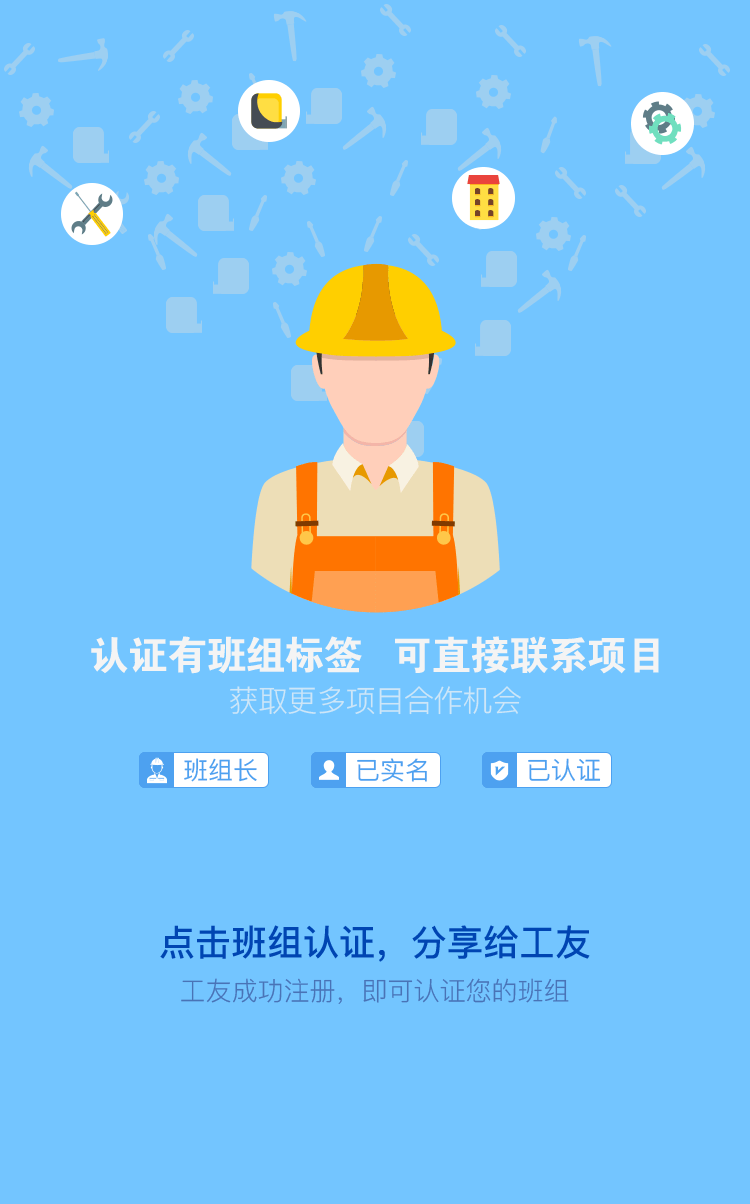 认证有班组标签 可直接联系项目
获取更多项目合作机会
班组长 已实名 已认证
点击班组认证，分享给工友
工友成功注册，即可认证您的班组